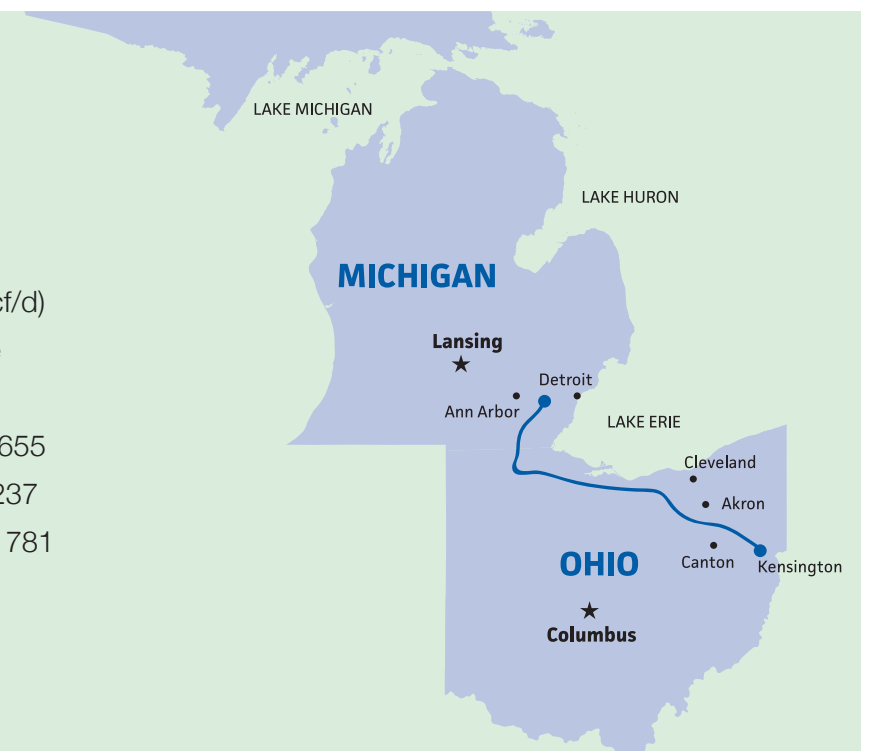 LAKE MICHIGAN
LAKE HURON
MICHIGAN
cf/d)
Lansing
Detroit
Ann Arbor
LAKE ERIE
655
Cleveland
237
Akron
781
Canton
Kensington
OHIO
Columbus